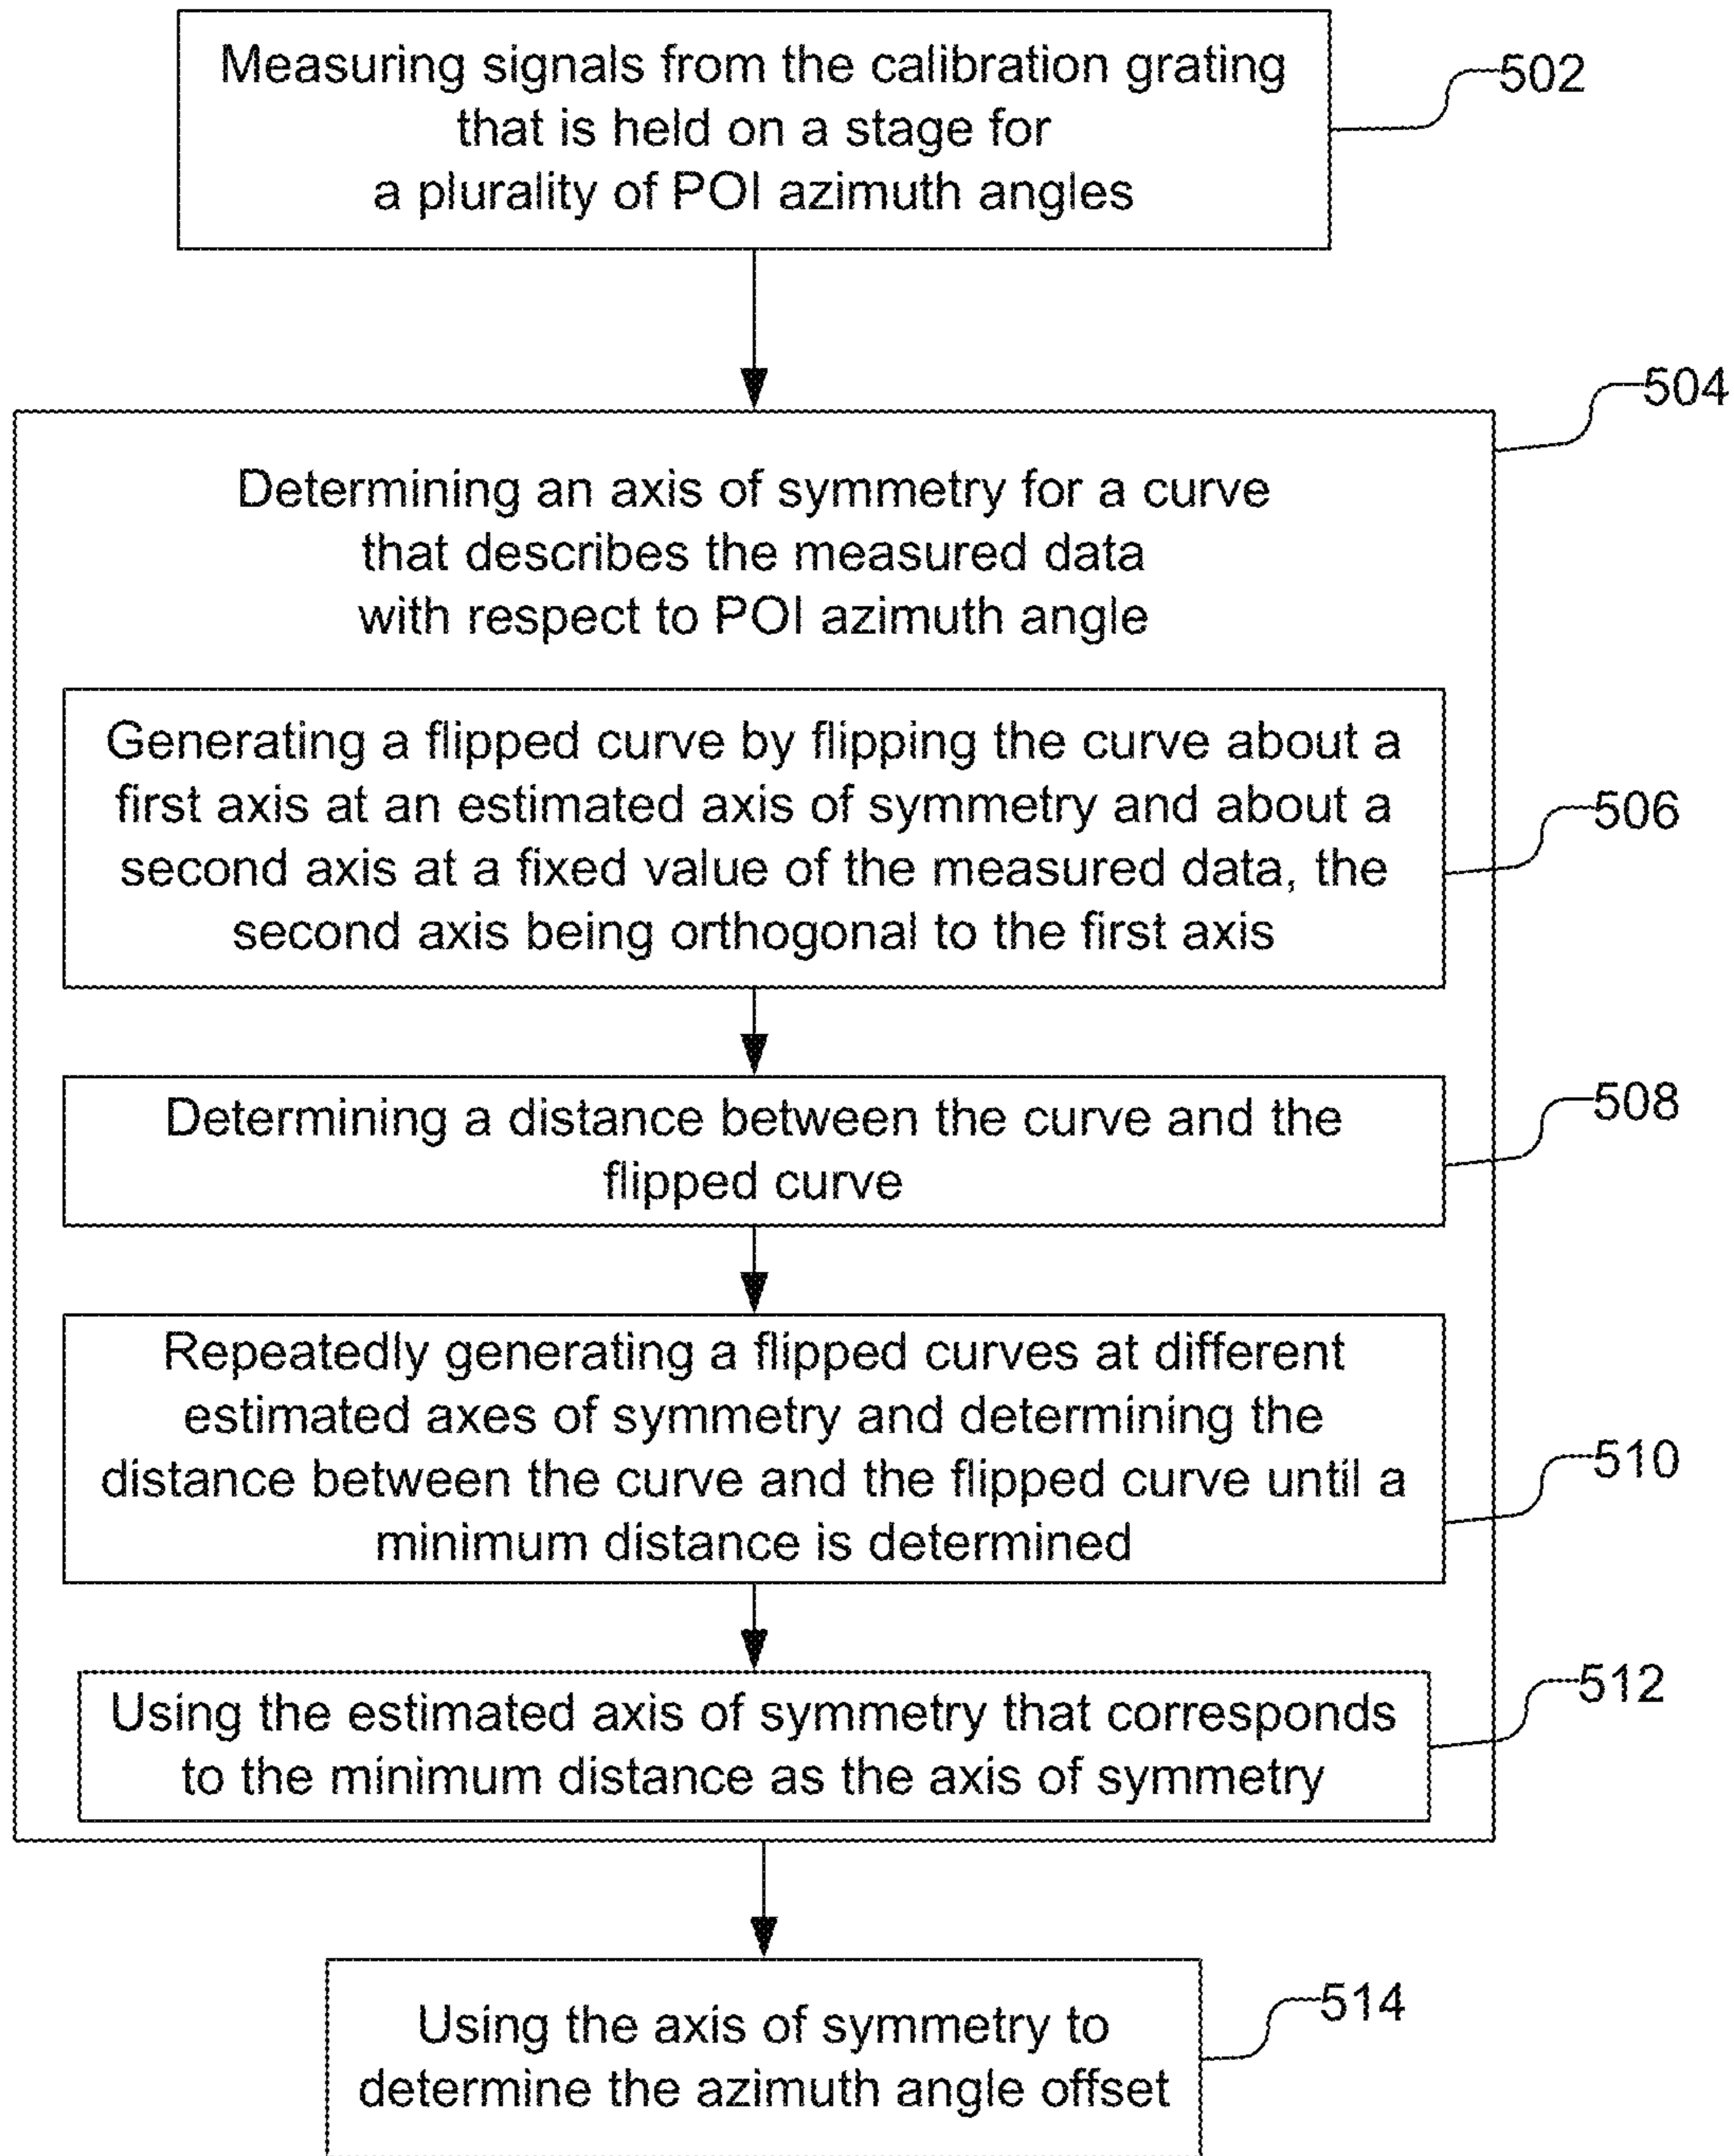 Measuring signals from the calibration grating
that is held on a stage for
a plurality of POI azimuth angles
502
504
Determining an axis of symmetry for a curve
that describes the measured data
with respect to POI azimuth angle
Generating a flipped curve by flipping the curve about a
first axis at an estimated axis of symmetry and about a
second axis at a fixed value of the measured data, the
second axis being orthogonal to the first axis
506
Determining a distance between the curve and the
flipped curve
508
Repeatedly generating a flipped curves at different
estimated axes of symmetry and determining the
distance between the curve and the flipped curve until a
minimum distance is determined
510
Using the estimated axis of symmetry that corresponds
to the minimum distance as the axis of symmetry
512
Using the axis of symmetry to
determine the azimuth angle offset
514